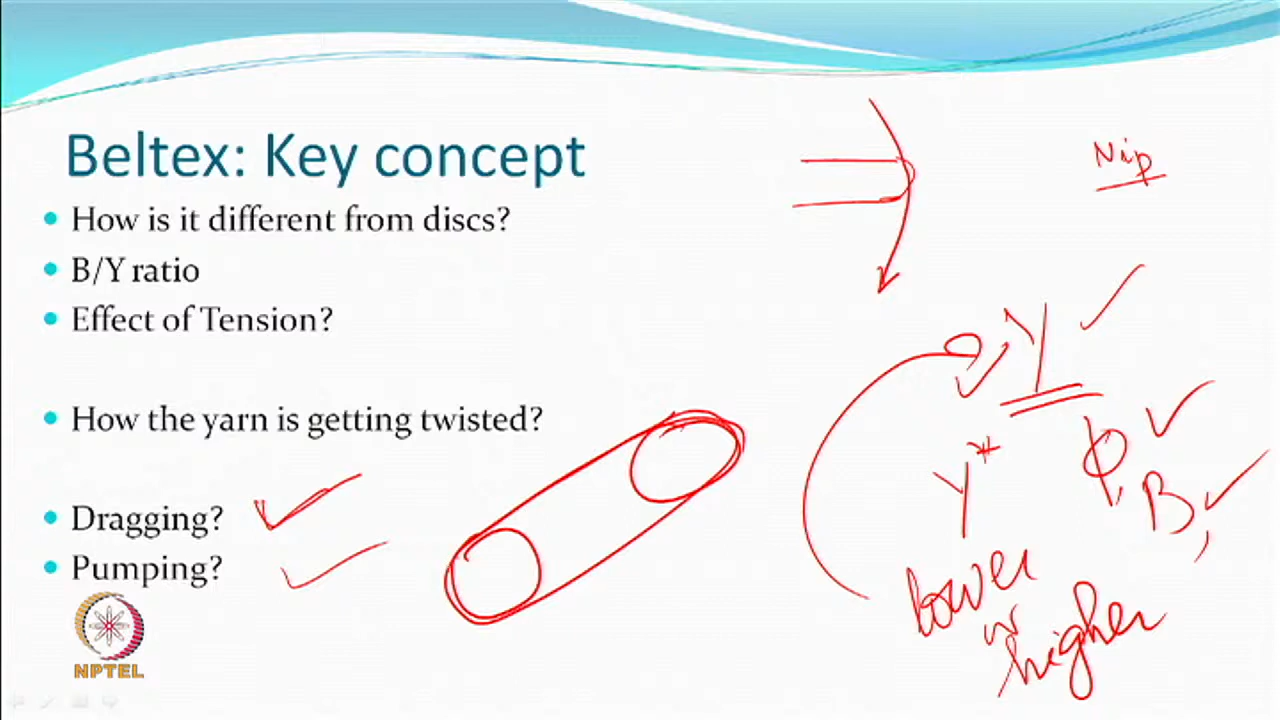 Beltex: Key concept
• How is it different from discs?
• B/Y ratio
• Effect of Tension?
• How the yarn is getting twisted?
• Dragging?
• Pumping?
NPTEL
Nip
Y
Y*
φ,
B,
lower
or
higher